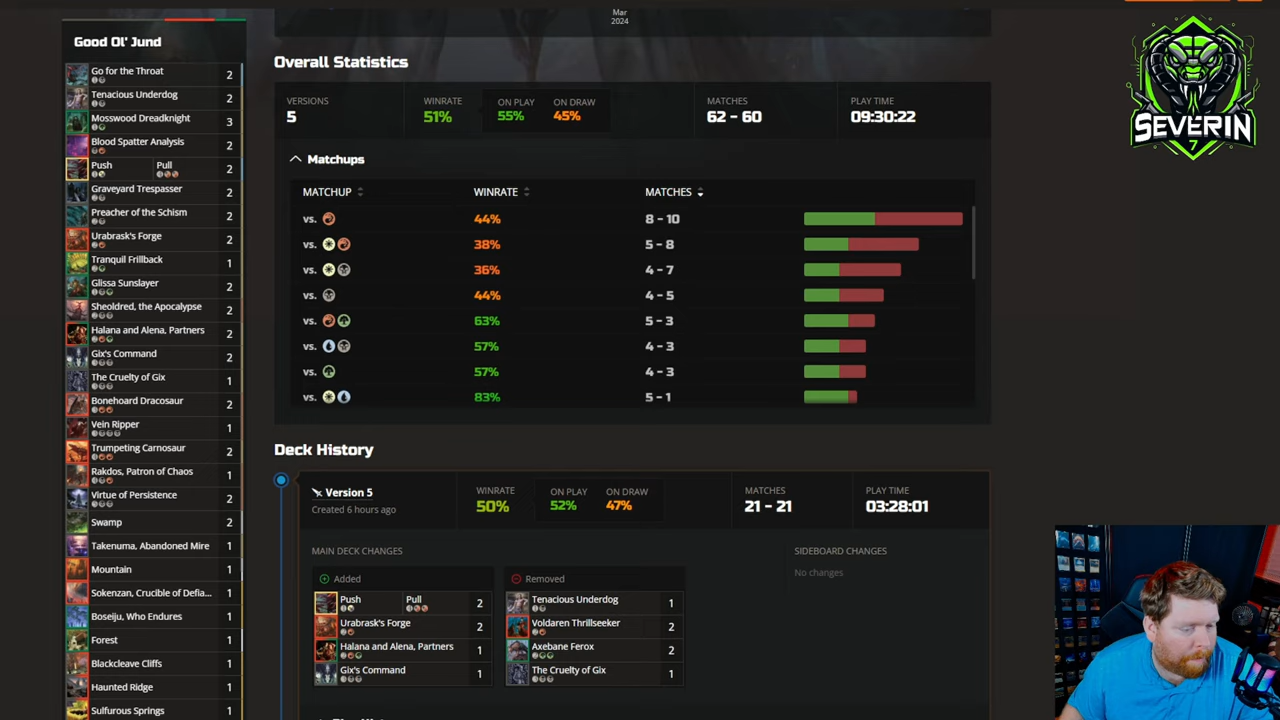 Good Ol' Jund
Go for the Throat 2
Tenacious Underdog 2
Mosswood Dreadknight 3
Blood Spatter Analysis 2
Push Pull 2
Graveyard Trespasser 2
Preacher of the Schism 2
Urabrask's Forge 2
Tranquil Frillback 1
Glissa Sunslayer 2
Sheoldred, the Apocalypse 2
Halana and Alena, Partners 2
Gix's Command 2
The Cruelty of Gix 1
Bonehoard Dracosaur 2
Vein Ripper 1
Trumpeting Carnosaur 2
Rakdos, Patron of Chaos 1
Virtue of Persistence 2
Swamp 2
Takenuma, Abandoned Mire 1
Mountain 1
Sokenzan, Crucible of Defia... 1
Boseiju, Who Endures 1
Forest 1
Blackcleave Cliffs 1
Haunted Ridge 1
Sulfurous Springs 1
Mar
2024
Overall Statistics
VERSIONS WINRATE ON PLAY ON DRAW MATCHES PLAY TIME
5 51% 55% 45% 62 - 60 09:30:22
Matchups
MATCHUP WINRATE MATCHES
vs. 44% 8 - 10
vs. 38% 5 - 8
vs. 36% 4 - 7
vs. 44% 4 - 5
vs. 63% 5 - 3
vs. 57% 4 - 3
vs. 57% 4 - 3
vs. 83% 5 - 1
Deck History
Version 5 WINRATE ON PLAY ON DRAW MATCHES PLAY TIME
Created 6 hours ago 50% 52% 47% 21 - 21 03:28:01
MAIN DECK CHANGES SIDEBOARD CHANGES
Added Removed No changes
Push Pull 2 Tenacious Underdog 1
Urabrask's Forge 2 Voldaren Thrillseeker 2
Halana and Alena, Partners 1 Axebane Ferox 2
Gix's Command 1 The Cruelty of Gix 1
SEVERIN
7